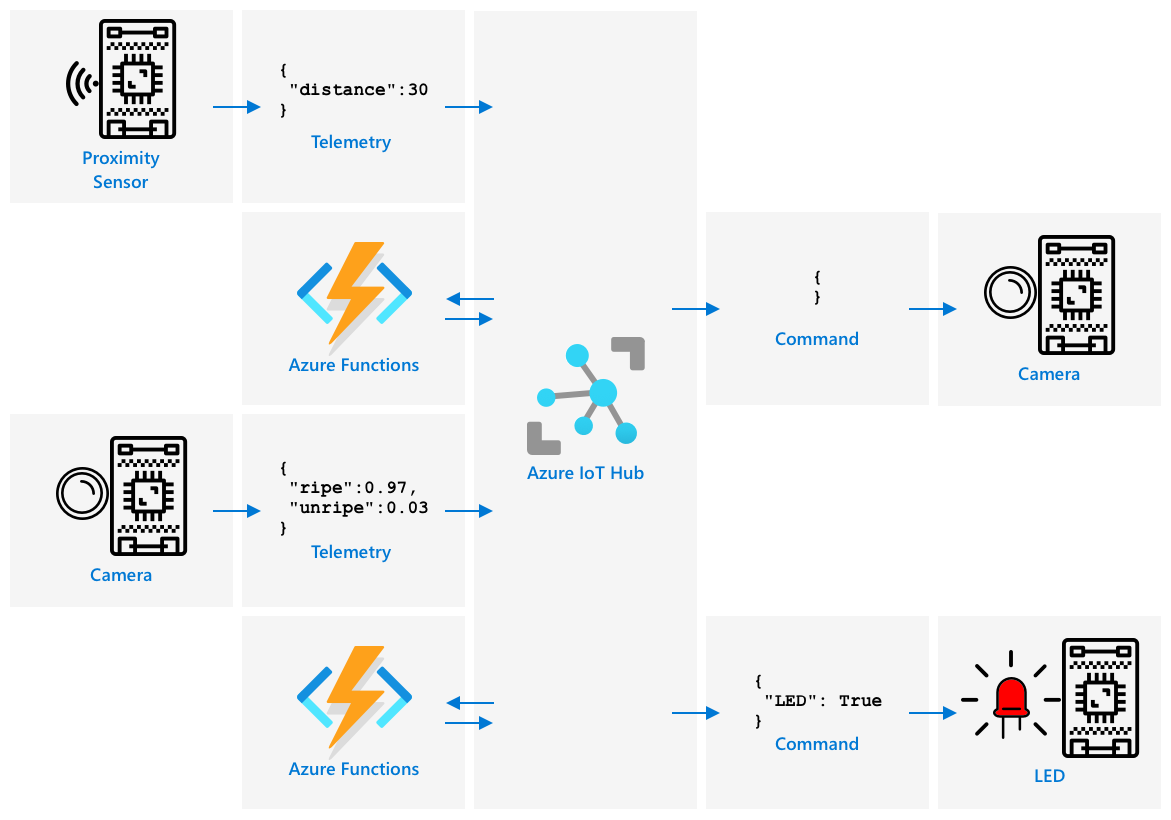 {
"distance":30
}
Telemetry
Proximity
Sensor
Azure Functions
{
}
Command
Camera
Azure IoT Hub
{
"ripe":0.97,
"unripe":0.03
}
Telemetry
Camera
Azure Functions
{
"LED": True
}
Command
LED